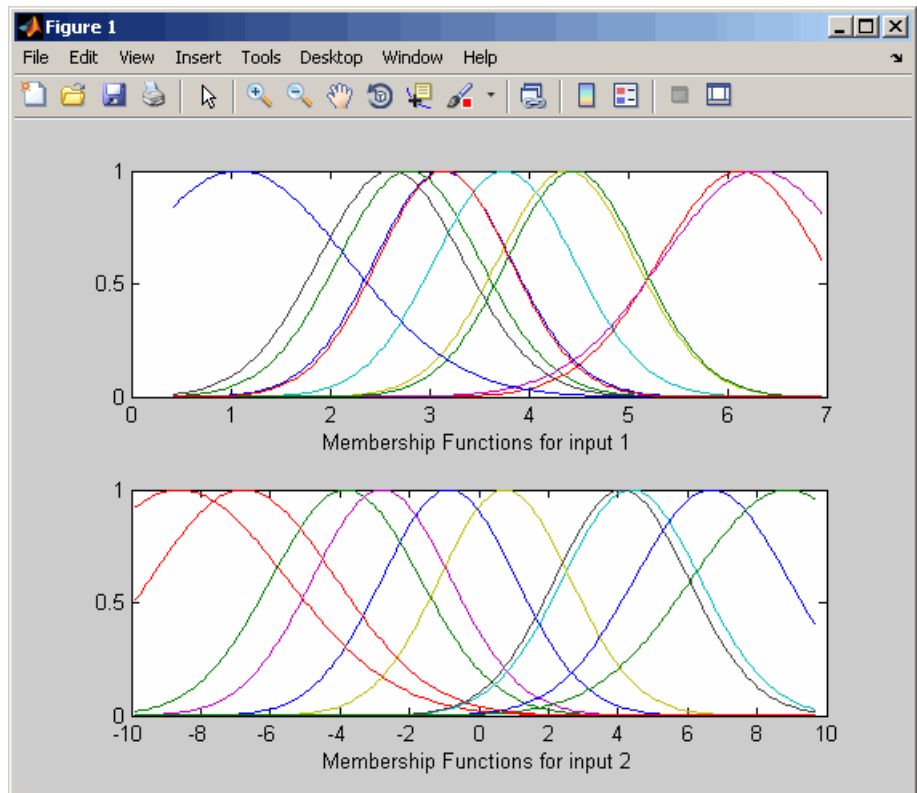 Figure 1
File Edit View Insert Tools Desktop Window Help
1
0.5
0
0 1 2 3 4 5 6 7
Membership Functions for input 1
1
0.5
0
-10 -8 -6 -4 -2 0 2 4 6 8 10
Membership Functions for input 2